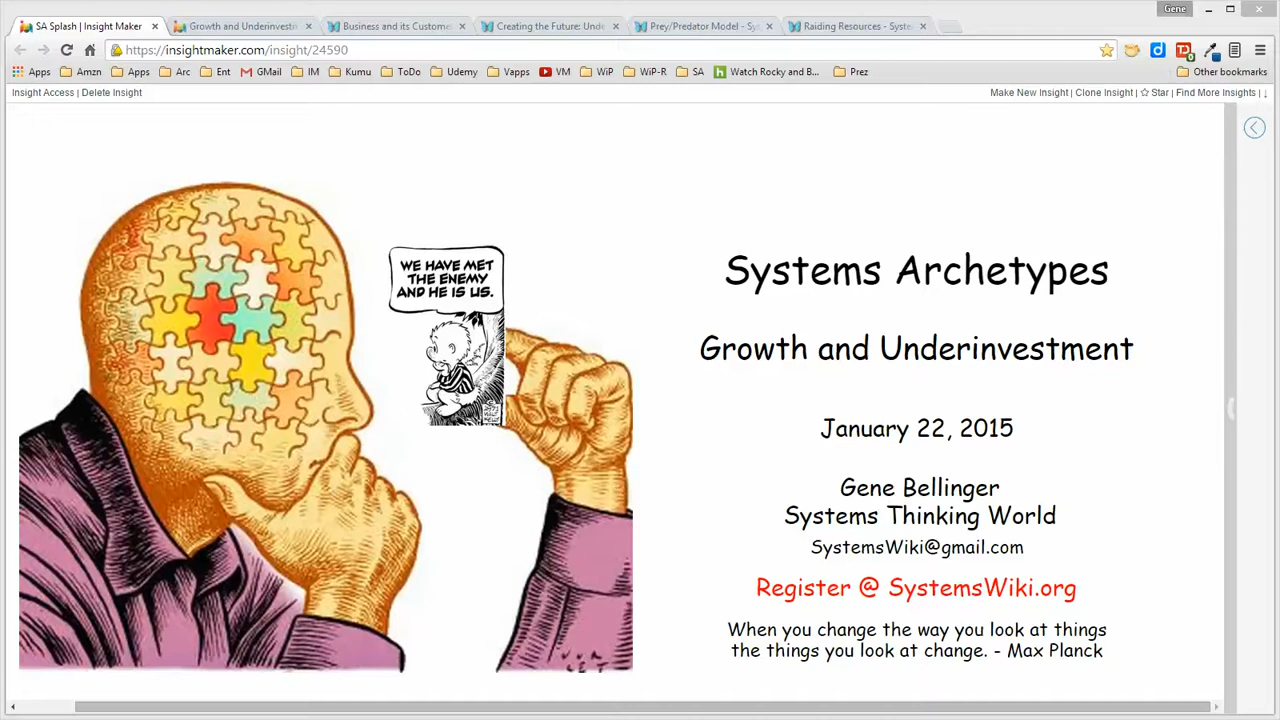 Gene
SA Splash | Insight Maker
Growth and Underinvestm
Business and its Custome
Creating the Future: Unde
Prey/Predator Model - Sys
Raiding Resources - Syste
https://insightmaker.com/insight/24590
Apps
Amzn
Apps
Arc
Ent
GMail
IM
Kumu
ToDo
Udemy
Vapps
VM
WiP
WiP-R
SA
Watch Rocky and B...
Prez
Other bookmarks
Insight Access | Delete Insight
Make New Insight | Clone Insight | Star | Find More Insights |
WE HAVE MET
THE ENEMY
AND HE IS US.
Systems Archetypes
Growth and Underinvestment
January 22, 2015
Gene Bellinger
Systems Thinking World
SystemsWiki@gmail.com
Register @ SystemsWiki.org
When you change the way you look at things
the things you look at change. - Max Planck